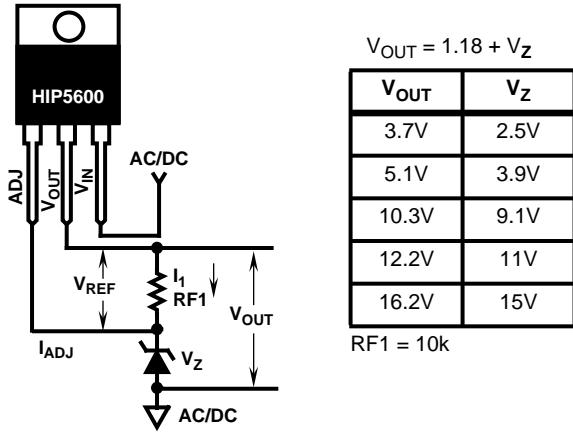 HIP5600
ADJ
VOUT
VIN
AC/DC
VREF
I1
RF1
VOUT
IADJ
VZ
AC/DC
VOUT = 1.18 + VZ
VOUT VZ
3.7V 2.5V
5.1V 3.9V
10.3V 9.1V
12.2V 11V
16.2V 15V
RF1 = 10k